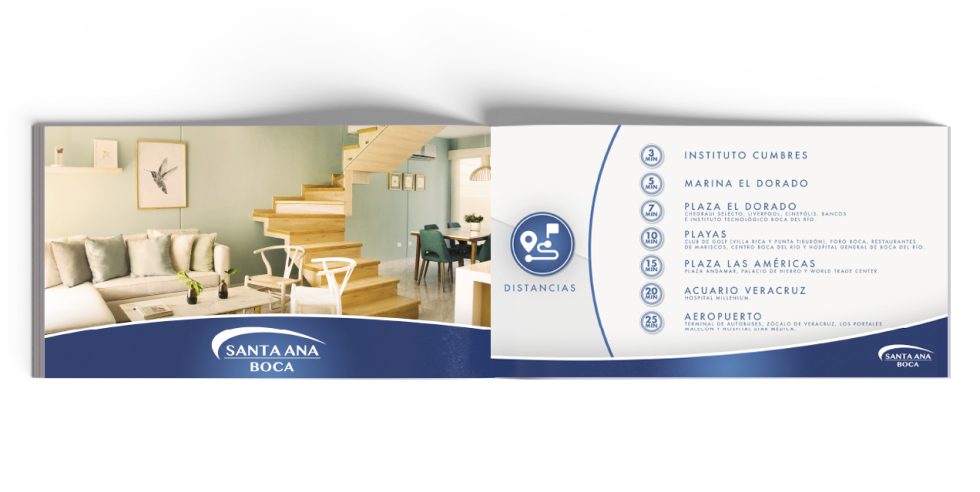 SANTA ANA
BOCA
DISTANCIAS
3
MIN
INSTITUTO CUMBRES
5
MIN
MARINA EL DORADO
7
MIN
PLAZA EL DORADO
CHEDRAUI SELECTO, LIVERPOOL, CINÉPOLIS, BANCOS
E INSTITUTO TECNOLÓGICO BOCA DEL RÍO
10
MIN
PLAYAS
CLUB DE GOLF (VILLA RICA Y PUNTA TIBURÓN), FORO BOCA, RESTAURANTES
DE MARISCOS, CENTRO BOCA DEL RÍO Y HOSPITAL GENERAL DE BOCA DEL RÍO.
15
MIN
PLAZA LAS AMÉRICAS
PLAZA ANDAMAR, PALACIO DE HIERRO Y WORLD TRADE CENTER
20
MIN
ACUARIO VERACRUZ
HOSPITAL MILLENIUM.
25
MIN
AEROPUERTO
TERMINAL DE AUTOBUSES, ZÓCALO DE VERACRUZ, LOS PORTALES
MALECÓN Y HOSPITAL STAR MÉDICA.
SANTA ANA
BOCA